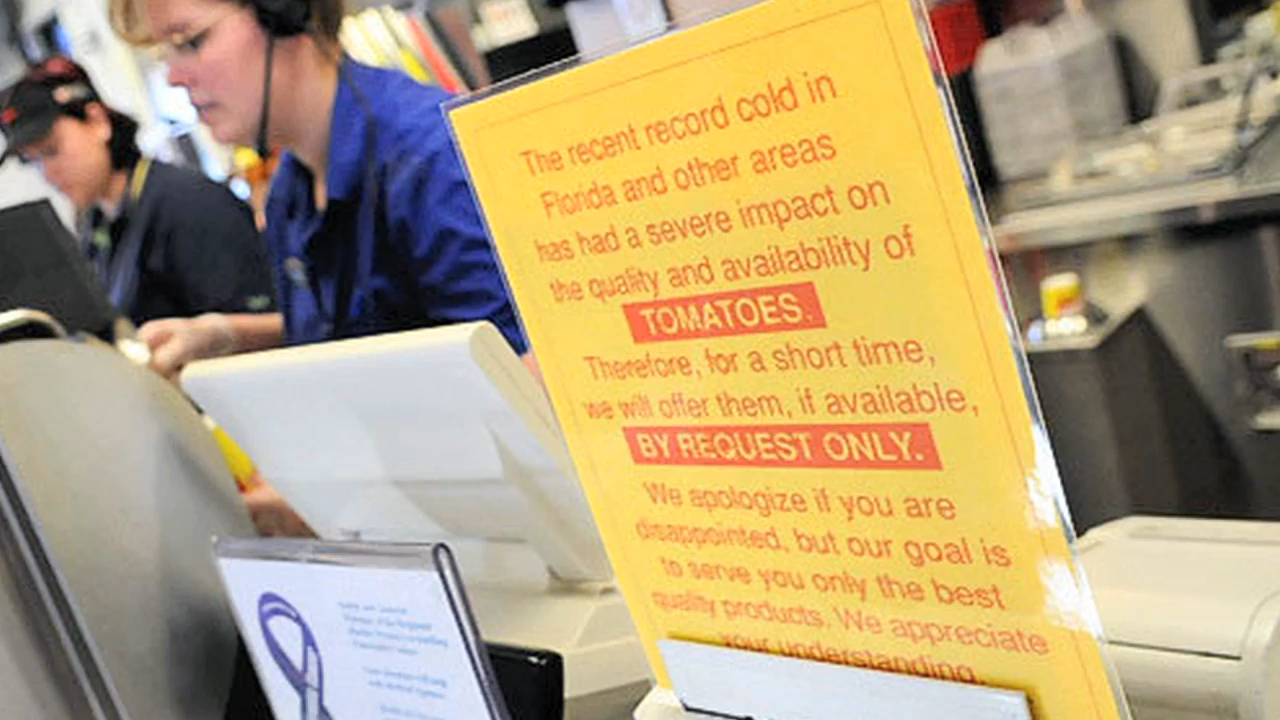 The recent record cold in
Florida and other areas
has had a severe impact on
the quality and availability of
TOMATOES.
Therefore, for a short time,
we will offer them, if available,
BY REQUEST ONLY.
We apologize if you are
disappointed, but our goal is
to serve you only the best
quality products. We appreciate
your understanding